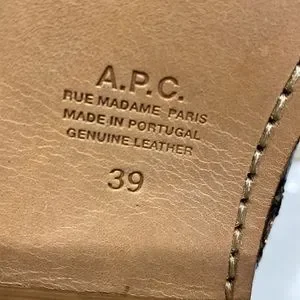 A.P.C.
RUE MADAME PARIS
MADE IN PORTUGAL
GENUINE LEATHER
39